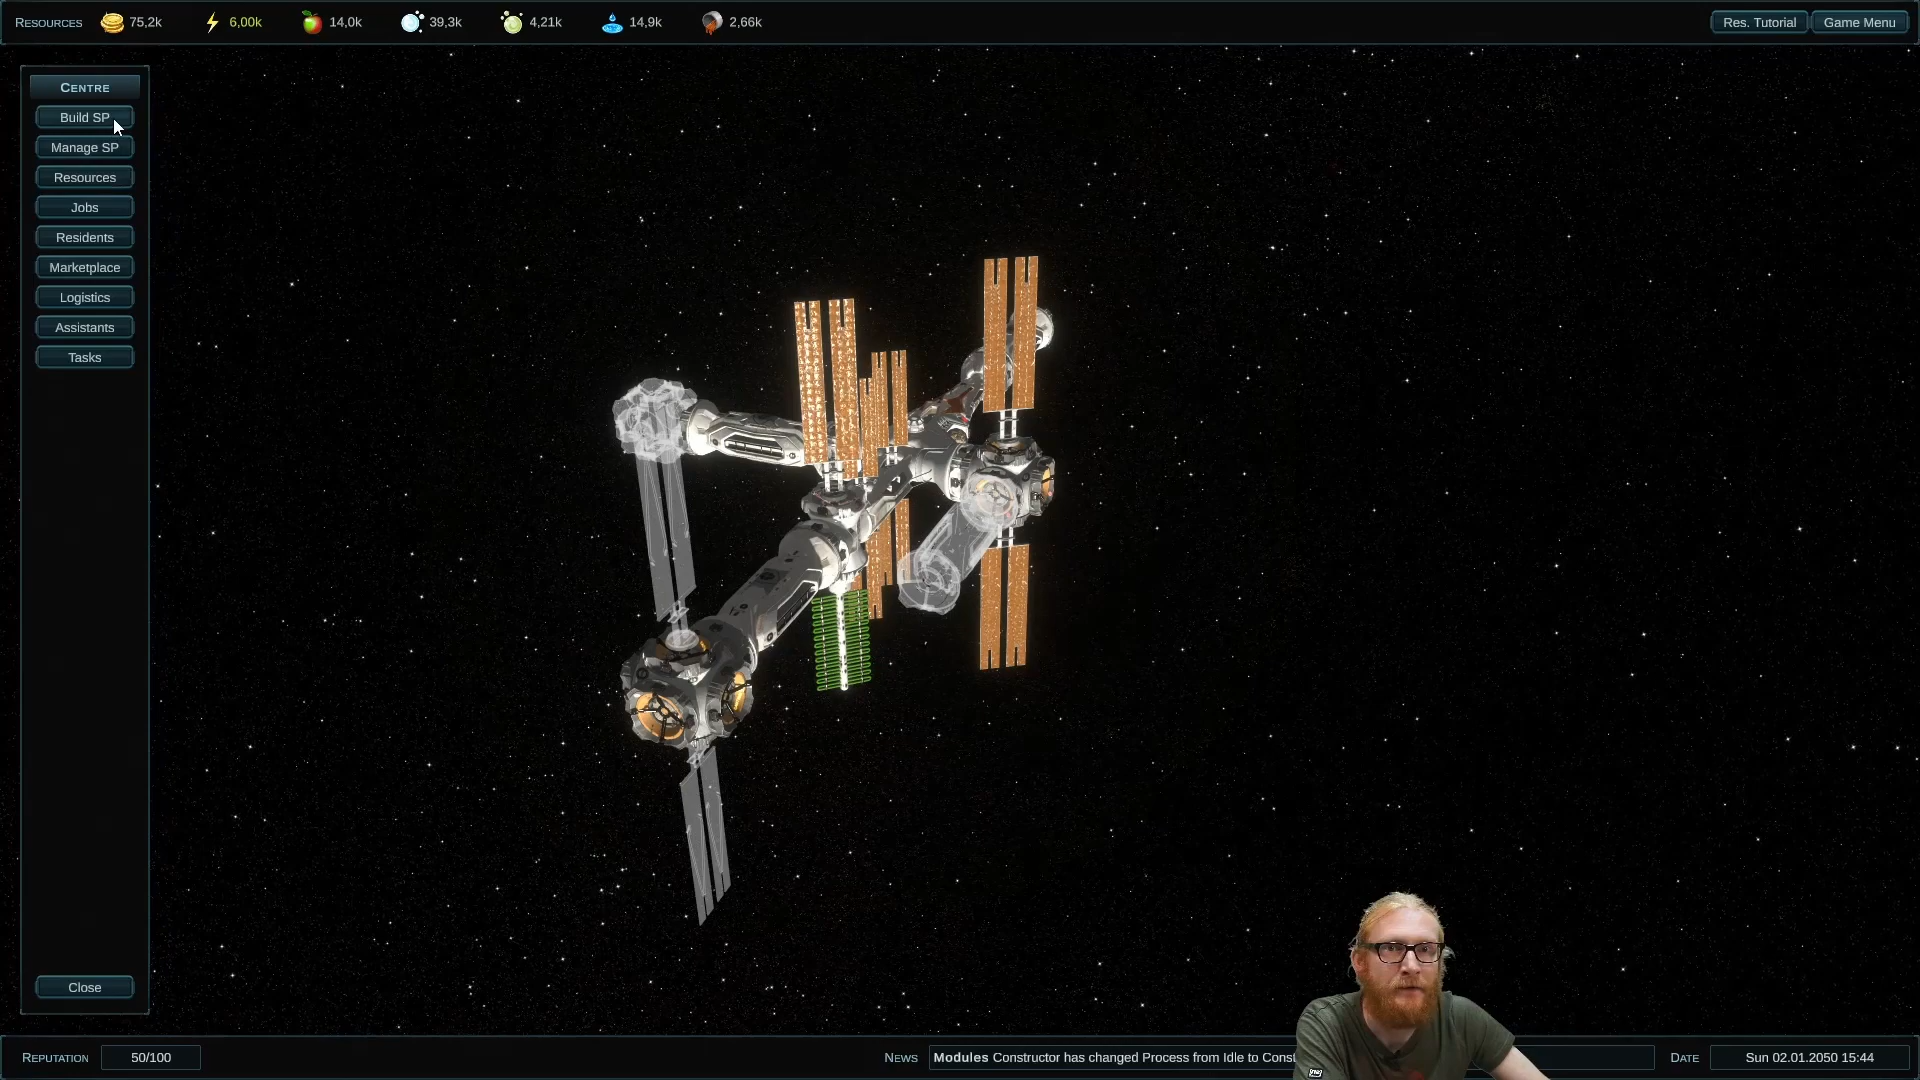 Resources 75,2k 6,00k 14,0k 39,3k 4,21k 14,9k 2,66k Res. Tutorial Game Menu
Centre
Build SP
Manage SP
Resources
Jobs
Residents
Marketplace
Logistics
Assistants
Tasks
Close
Reputation 50/100 News Modules Constructor has changed Process from Idle to Const Date Sun 02.01.2050 15:44